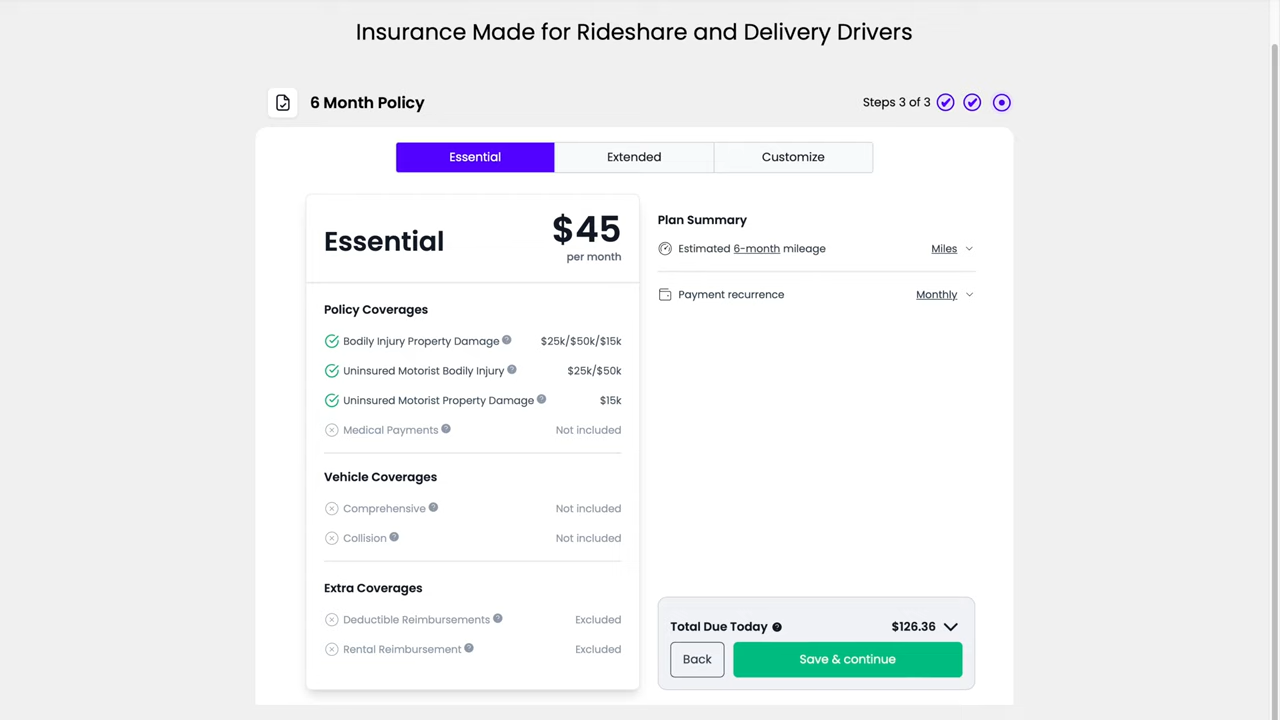 Insurance Made for Rideshare and Delivery Drivers
6 Month Policy
Steps 3 of 3
Essential
Extended
Customize
Essential
$45
per month
Policy Coverages
Bodily Injury Property Damage $25k/$50k/$15k
Uninsured Motorist Bodily Injury $25k/$50k
Uninsured Motorist Property Damage $15k
Medical Payments Not included
Vehicle Coverages
Comprehensive Not included
Collision Not included
Extra Coverages
Deductible Reimbursements Excluded
Rental Reimbursement Excluded
Plan Summary
Estimated 6-month mileage Miles
Payment recurrence Monthly
Total Due Today $126.36
Back
Save & continue